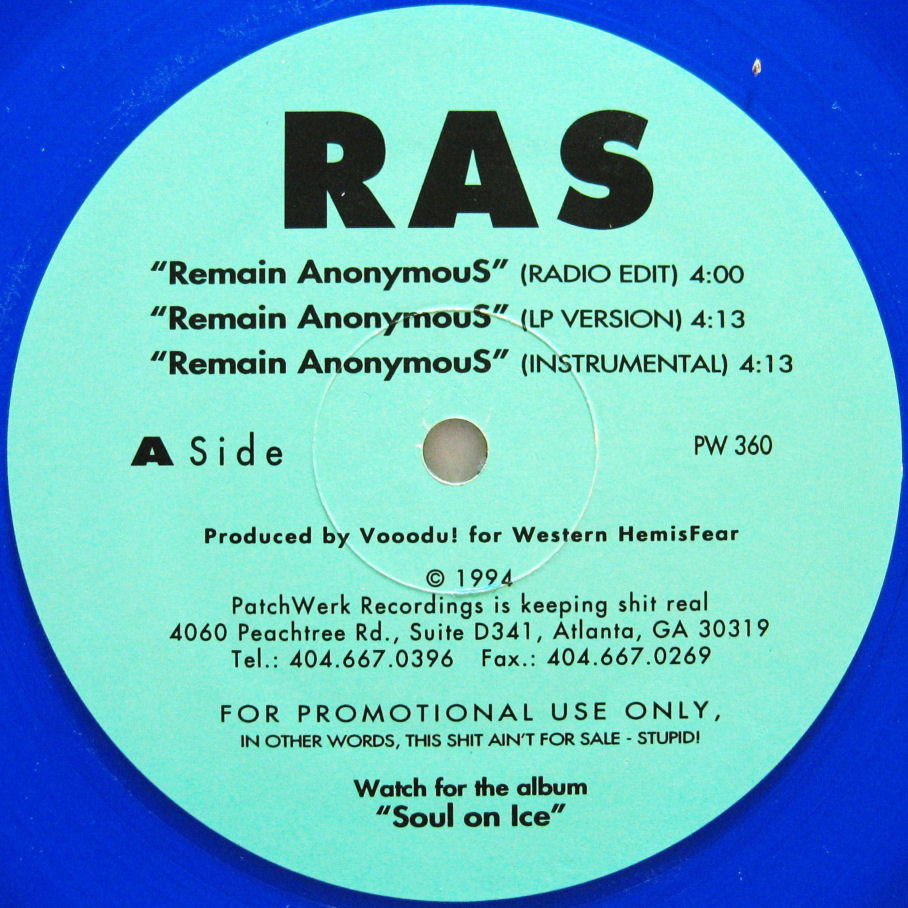 RAS
“Remain AnonymouS” (RADIO EDIT) 4:00
“Remain AnonymouS” (LP VERSION) 4:13
“Remain AnonymouS” (INSTRUMENTAL) 4:13
A Side
PW 360
Produced by Vooodu! for Western HemisFear
© 1994
PatchWerk Recordings is keeping shit real
4060 Peachtree Rd., Suite D341, Atlanta, GA 30319
Tel.: 404.667.0396 Fax.: 404.667.0269
FOR PROMOTIONAL USE ONLY,
IN OTHER WORDS, THIS SHIT AIN'T FOR SALE - STUPID!
Watch for the album
“Soul on Ice”